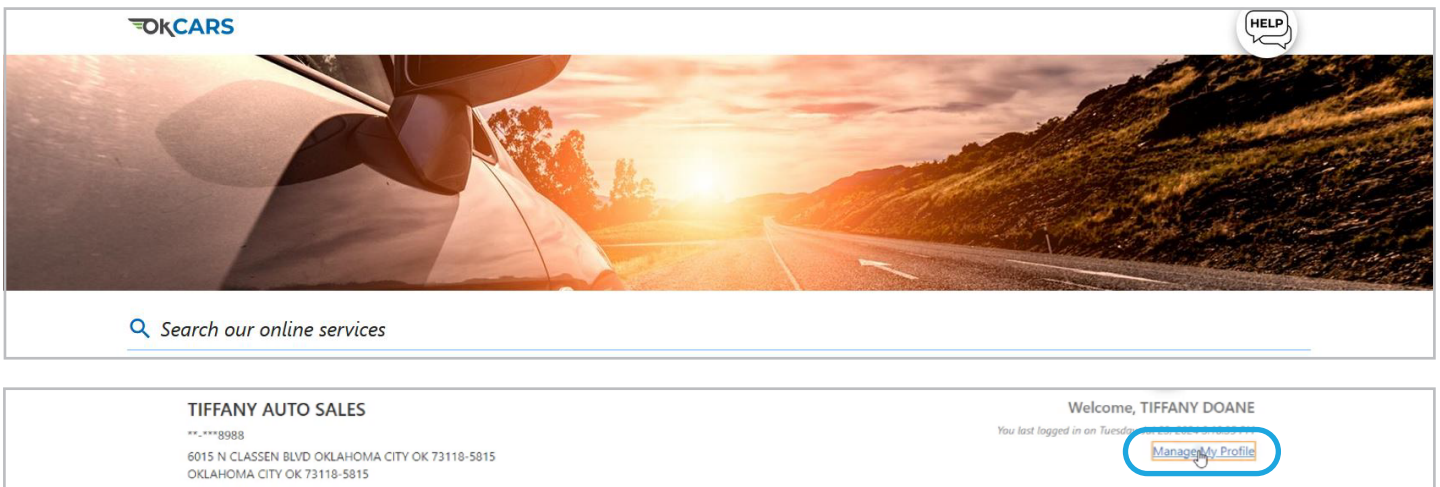 OkCARS
HELP
Search our online services
TIFFANY AUTO SALES
Welcome, TIFFANY DOANE
**-***8988
You last logged in on Tuesday,
6015 N CLASSEN BLVD OKLAHOMA CITY OK 73118-5815
Manage My Profile
OKLAHOMA CITY OK 73118-5815